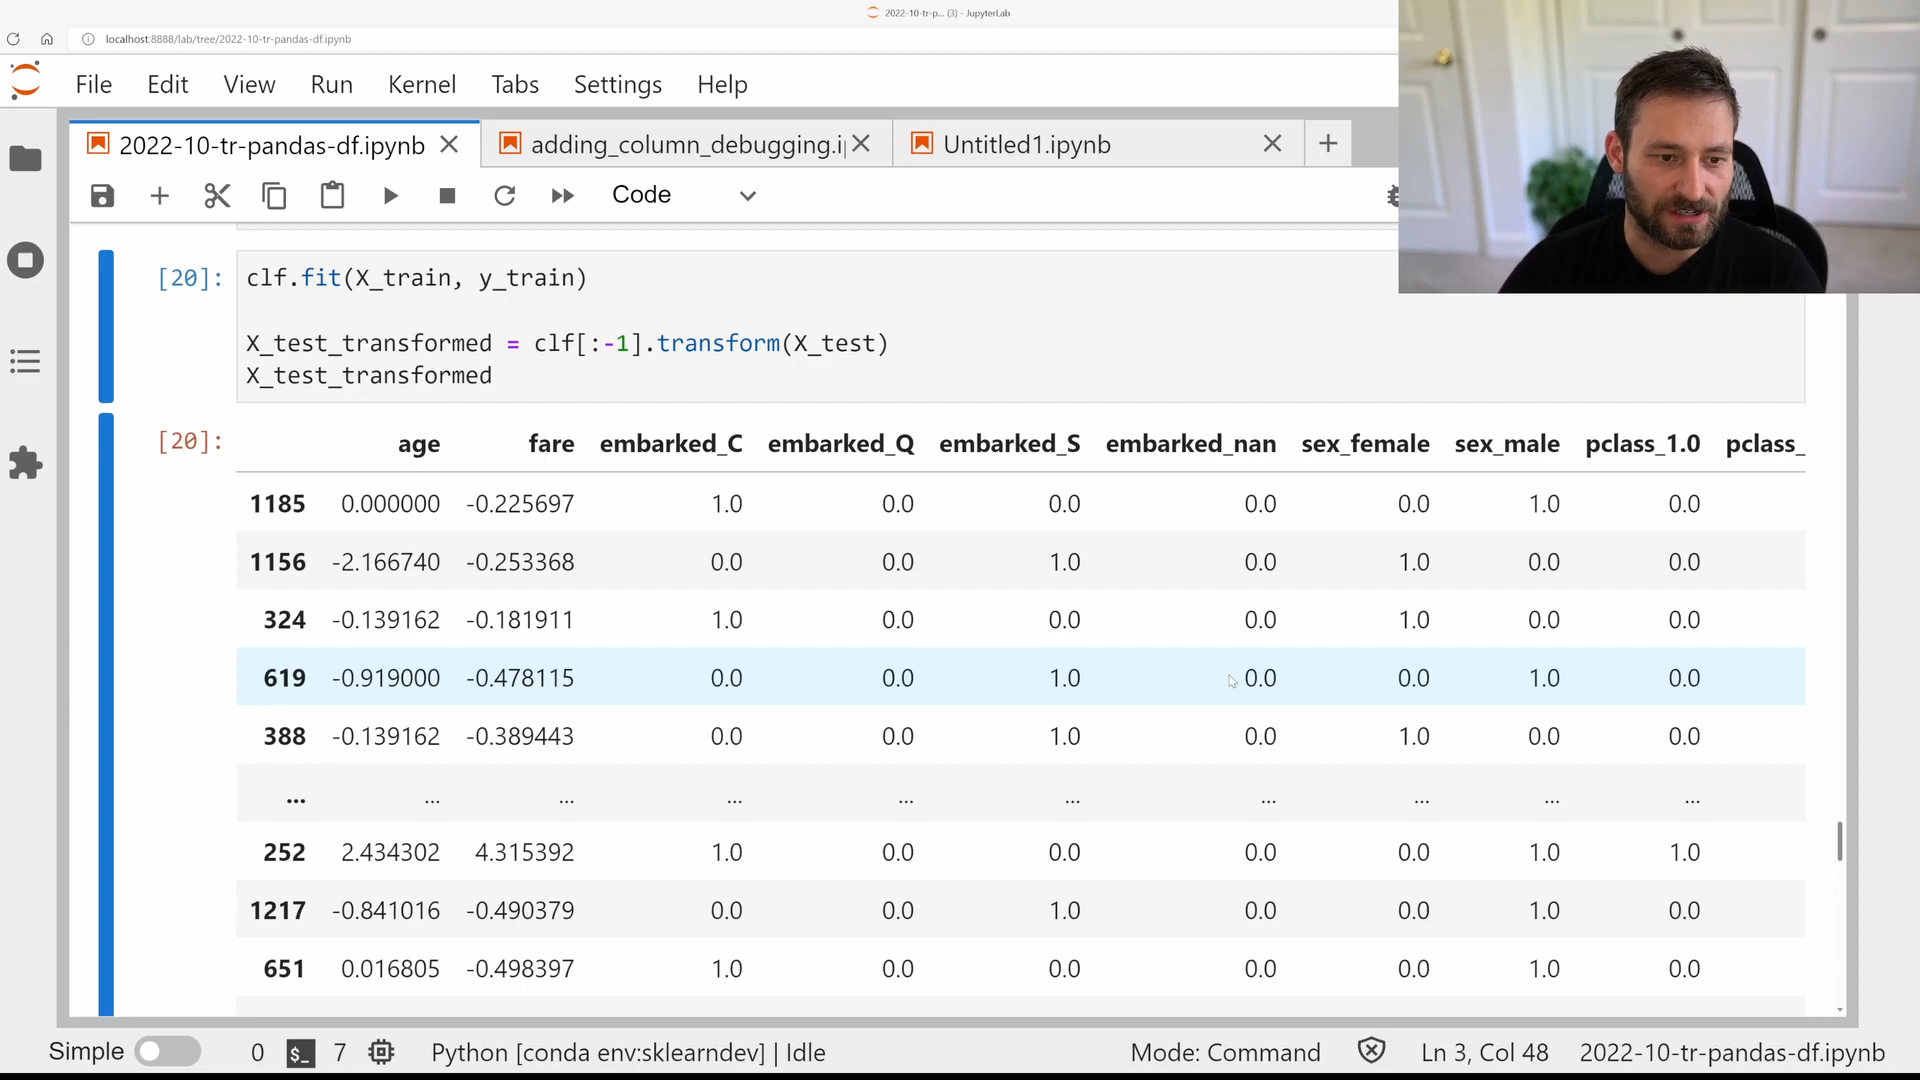 2022-10-tr-p... (3) - JupyterLab
localhost:8888/lab/tree/2022-10-tr-pandas-df.ipynb
File Edit View Run Kernel Tabs Settings Help
2022-10-tr-pandas-df.ipynb adding_column_debugging.i Untitled1.ipynb
Code
[20]: clf.fit(X_train, y_train)
X_test_transformed = clf[:-1].transform(X_test)
X_test_transformed
[20]: age fare embarked_C embarked_Q embarked_S embarked_nan sex_female sex_male pclass_1.0 pclass_
1185 0.000000 -0.225697 1.0 0.0 0.0 0.0 0.0 1.0 0.0
1156 -2.166740 -0.253368 0.0 0.0 1.0 0.0 1.0 0.0 0.0
324 -0.139162 -0.181911 1.0 0.0 0.0 0.0 1.0 0.0 0.0
619 -0.919000 -0.478115 0.0 0.0 1.0 0.0 0.0 1.0 0.0
388 -0.139162 -0.389443 0.0 0.0 1.0 0.0 1.0 0.0 0.0
... ... ... ... ... ... ... ... ... ...
252 2.434302 4.315392 1.0 0.0 0.0 0.0 0.0 1.0 1.0
1217 -0.841016 -0.490379 0.0 0.0 1.0 0.0 0.0 1.0 0.0
651 0.016805 -0.498397 1.0 0.0 0.0 0.0 0.0 1.0 0.0
Simple 0 $_ 7 Python [conda env:sklearndev] | Idle Mode: Command Ln 3, Col 48 2022-10-tr-pandas-df.ipynb